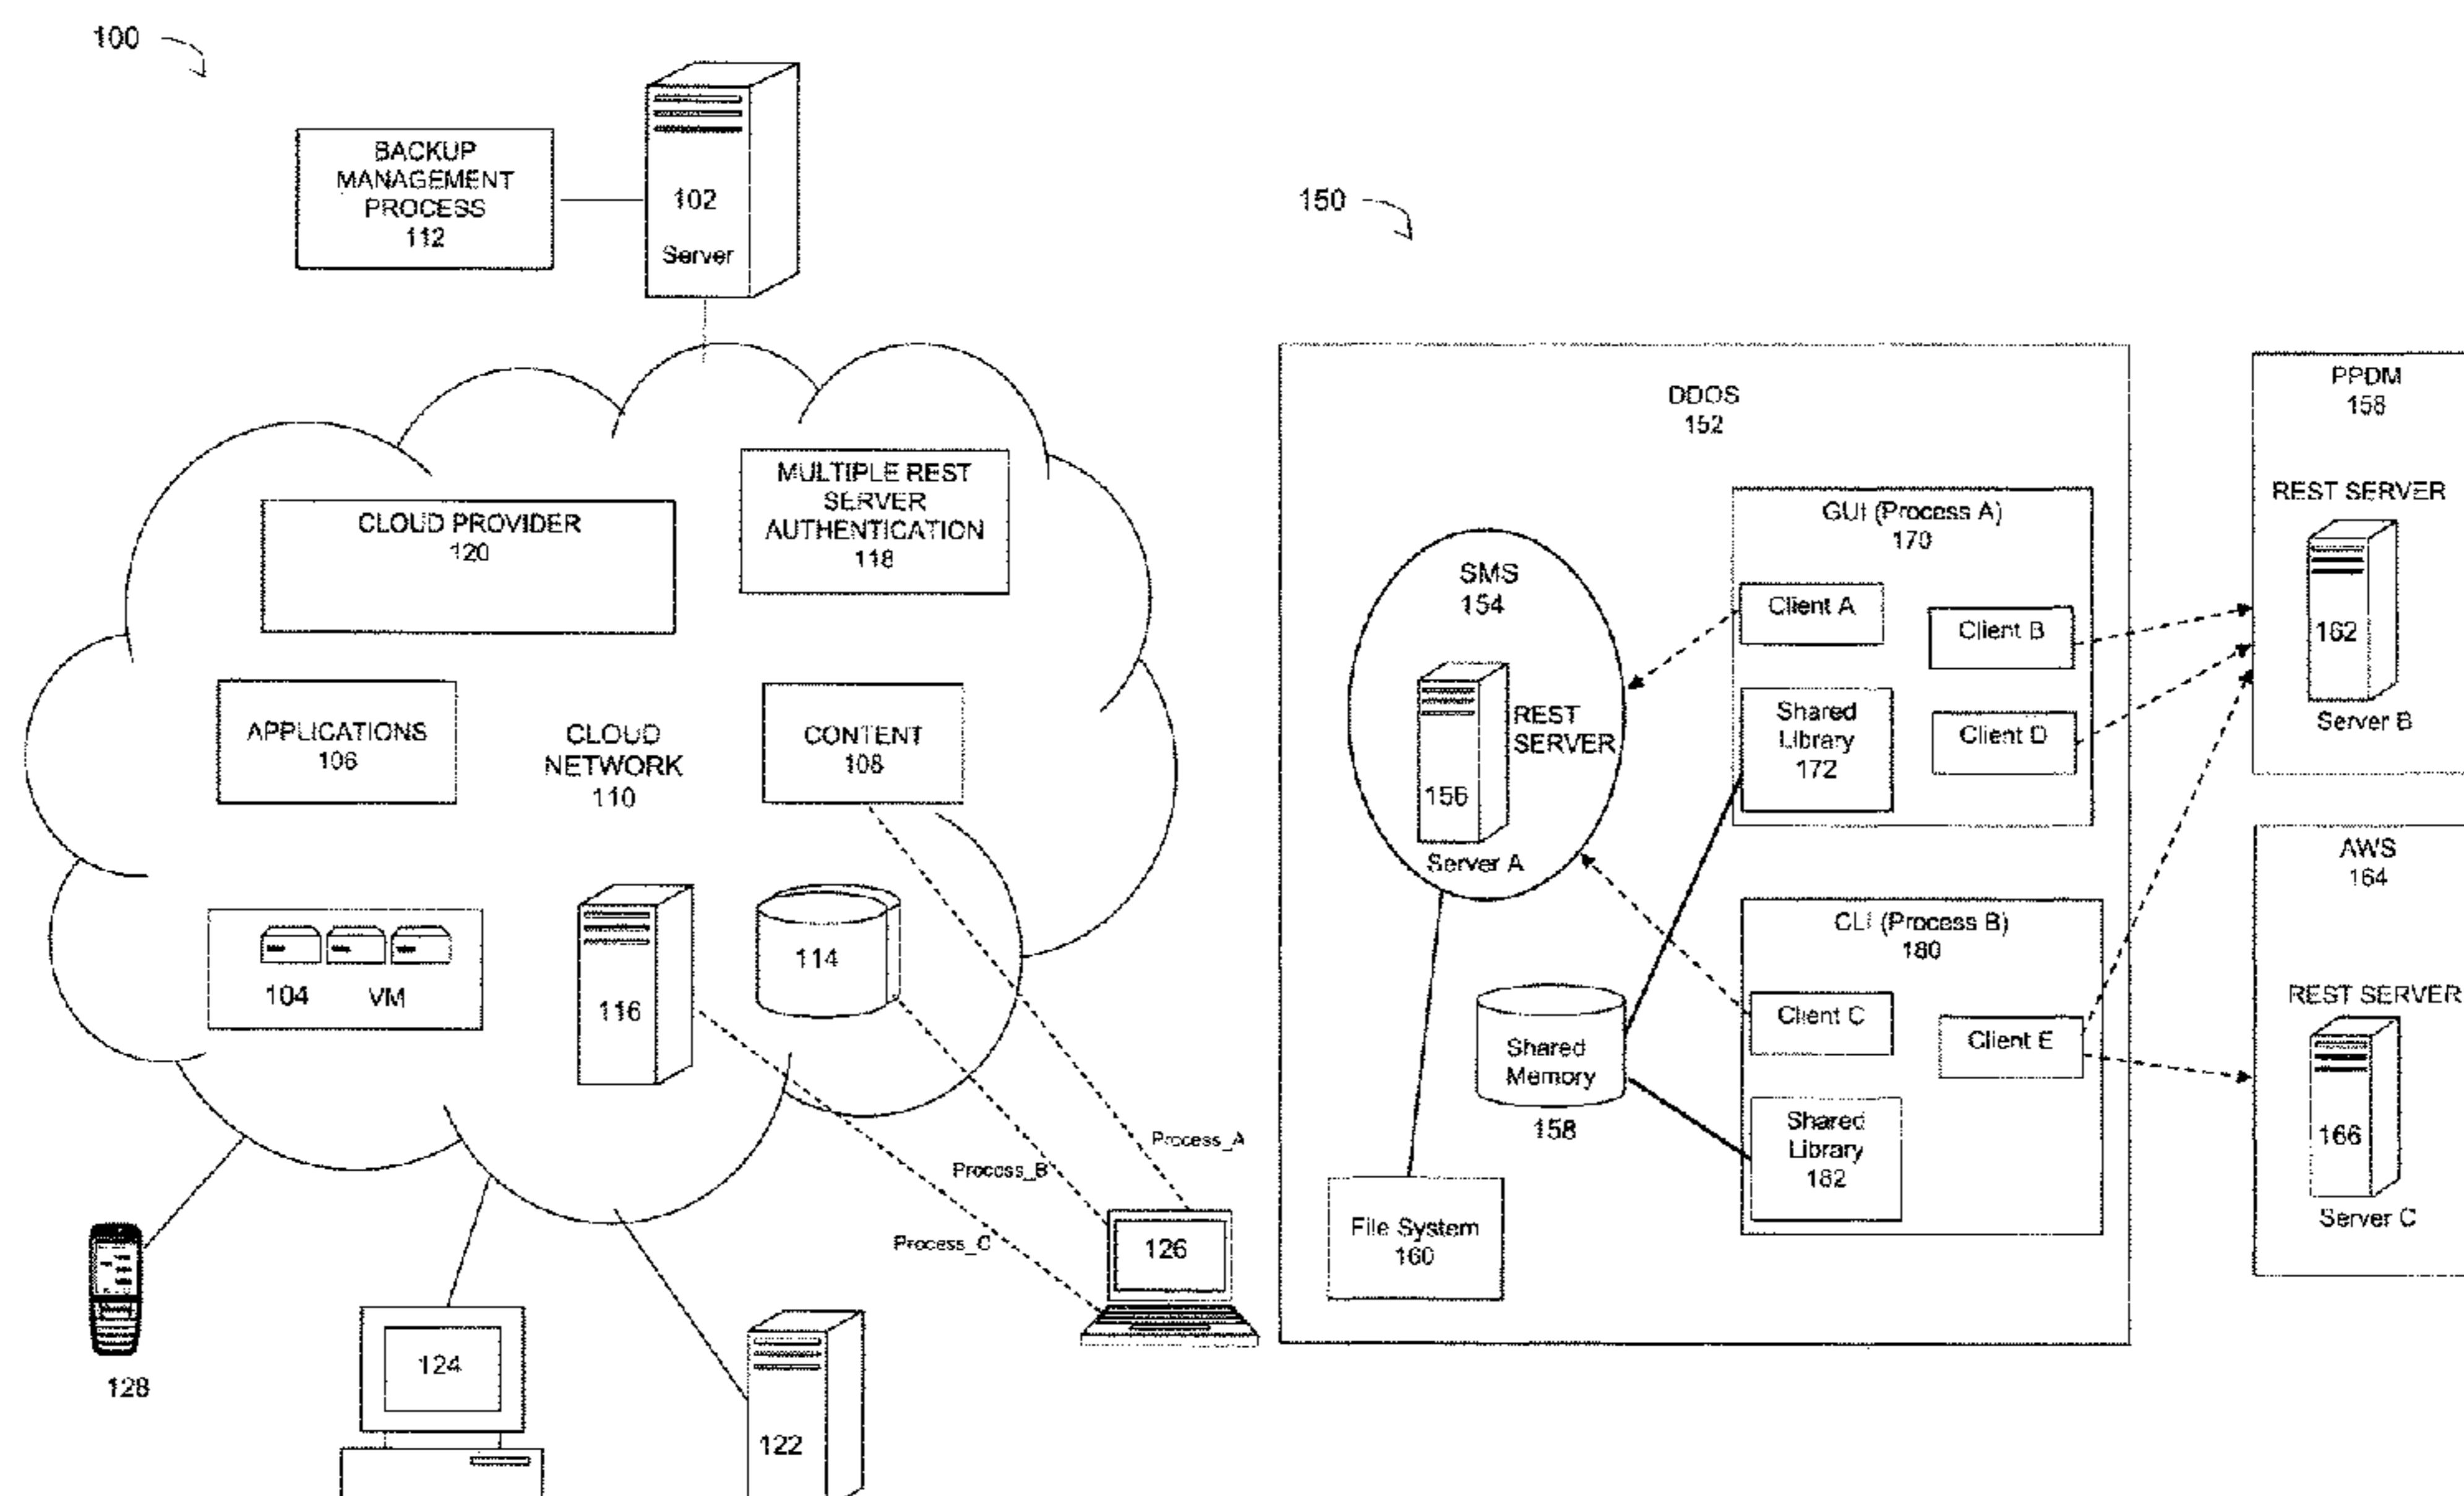 100
BACKUP
MANAGEMENT
PROCESS
112
102
Server
MULTIPLE REST
SERVER
AUTHENTICATION
118
CLOUD PROVIDER
120
APPLICATIONS
106
CLOUD
NETWORK
110
CONTENT
108
104 VM
116
114
Process_A
Process_B
Process_C
126
128
124
122
150
DDOS
152
SMS
154
REST
SERVER
156
Server A
GUI (Process A)
170
Client A
Client B
Shared
Library
172
Client D
CLI (Process B)
180
Client C
Client E
Shared
Library
182
Shared
Memory
158
File System
160
PPDM
158
REST SERVER
162
Server B
AWS
164
REST SERVER
166
Server C